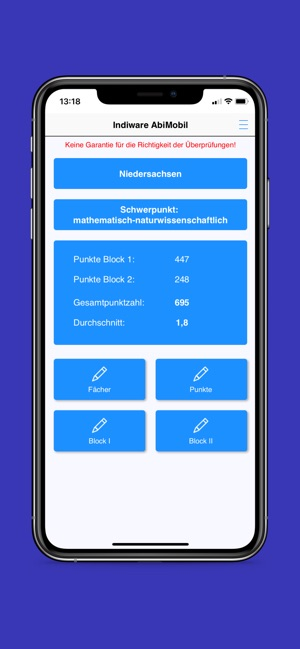 13:18
Indiware AbiMobil
Keine Garantie für die Richtigkeit der Überprüfungen!
Niedersachsen
Schwerpunkt:
mathematisch-naturwissenschaftlich
Punkte Block 1: 447
Punkte Block 2: 248
Gesamtpunktzahl: 695
Durchschnitt: 1,8
Fächer Punkte
Block I Block II